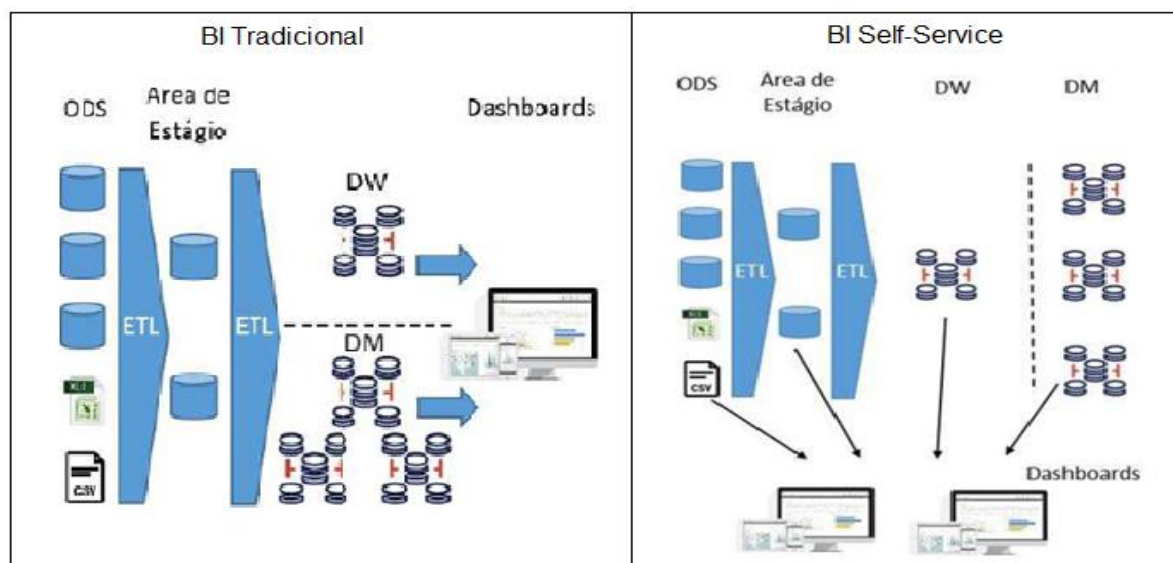 BI Tradicional
ODS
Area de
Estágio
Dashboards
DW
ETL
ETL
DM
CSV
BI Self-Service
ODS
Area de
Estágio
DW
DM
ETL
ETL
CSV
Dashboards